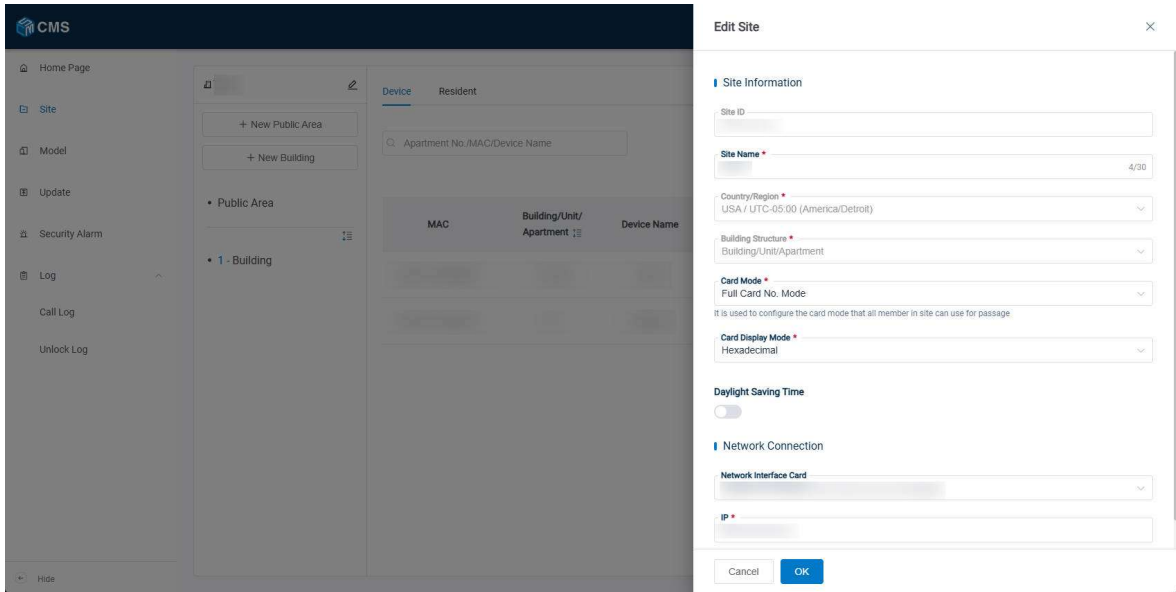 CMS
Home Page
Site
Model
Update
Security Alarm
Log
Call Log
Unlock Log
Hide
+ New Public Area
+ New Building
• Public Area
• 1 - Building
Device Resident
Apartment No./MAC/Device Name
MAC
Building/Unit/
Apartment
Device Name
Edit Site
Site Information
Site ID
Site Name *
4/30
Country/Region *
USA / UTC-05:00 (America/Detroit)
Building Structure *
Building/Unit/Apartment
Card Mode *
Full Card No. Mode
It is used to configure the card mode that all member in site can use for passage
Card Display Mode *
Hexadecimal
Daylight Saving Time
Network Connection
Network Interface Card
IP *
Cancel OK